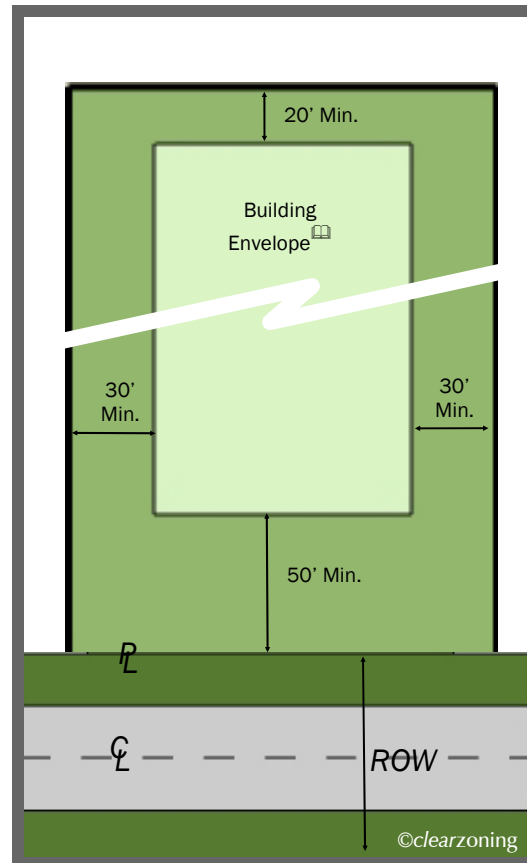 20’ Min.
Building
Envelope
30’
Min.
30’
Min.
50’ Min.
PL
CL
ROW
©clearzoning